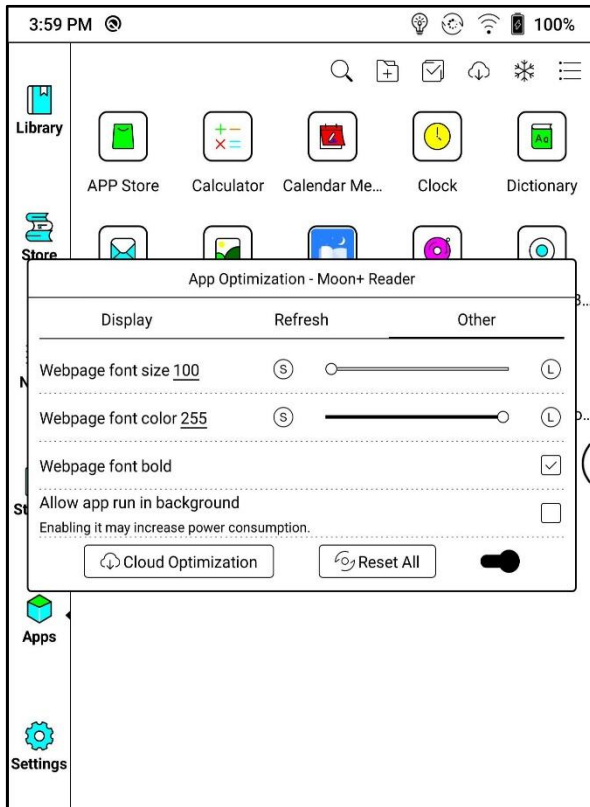 3:59 PM
100%
Library
APP Store
Calculator
Calendar Me...
Clock
Dictionary
Store
App Optimization - Moon+ Reader
Display
Refresh
Other
Webpage font size 100
S
L
Webpage font color 255
S
L
Webpage font bold
Allow app run in background
Enabling it may increase power consumption.
Cloud Optimization
Reset All
Apps
Settings